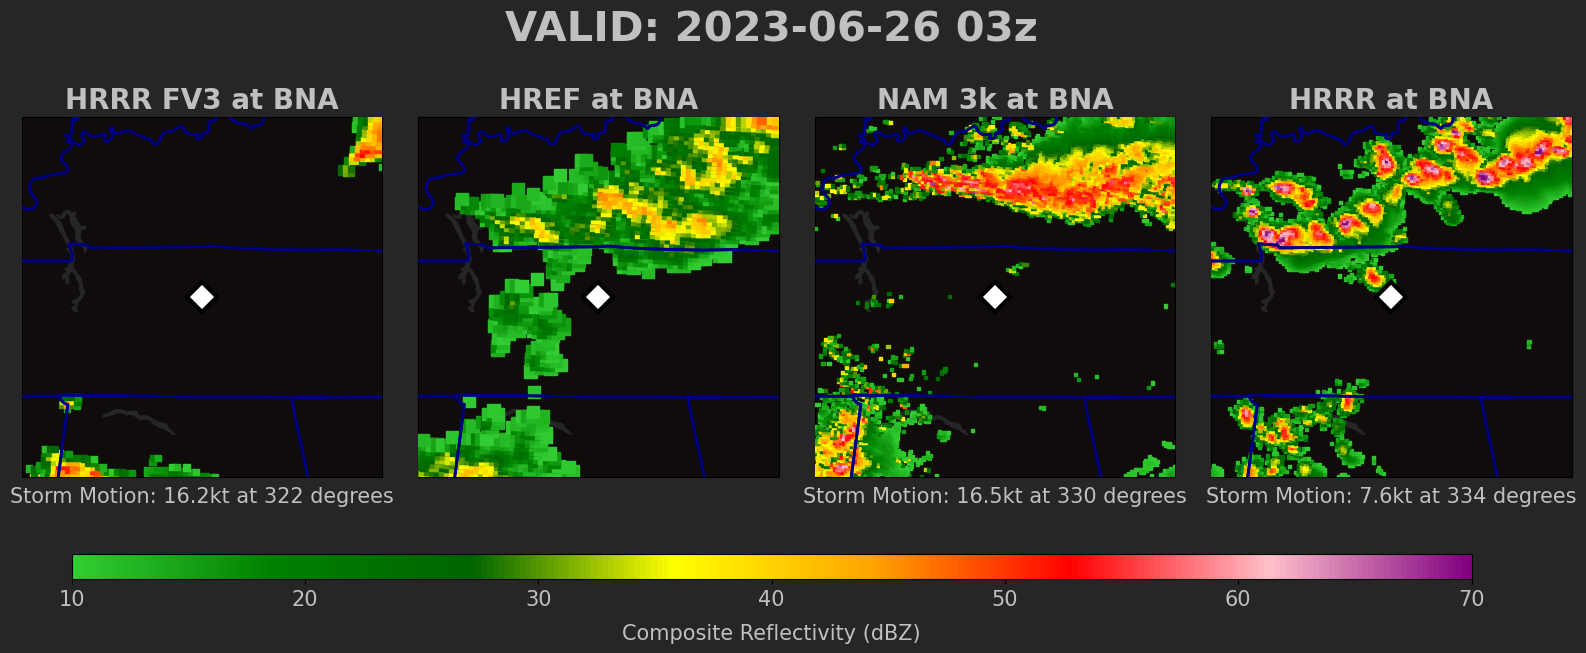 VALID: 2023-06-26 03z
HRRR FV3 at BNA
HREF at BNA
NAM 3k at BNA
HRRR at BNA
Storm Motion: 16.2kt at 322 degrees
Storm Motion: 16.5kt at 330 degrees
Storm Motion: 7.6kt at 334 degrees
10 20 30 40 50 60 70
Composite Reflectivity (dBZ)